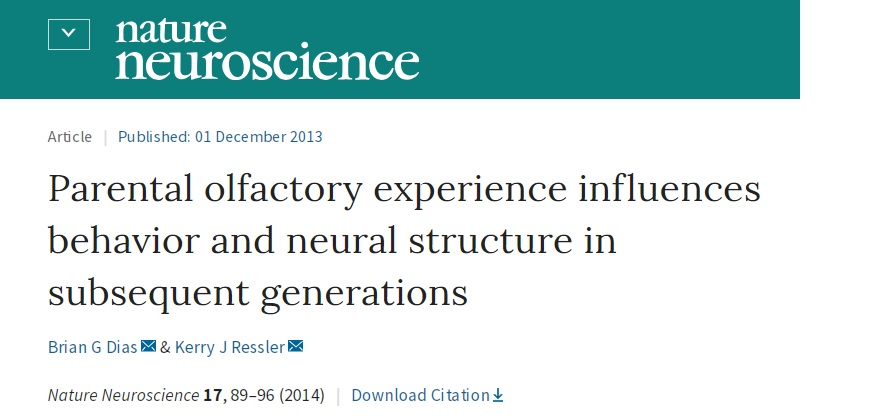 nature
neuroscience
Article | Published: 01 December 2013
Parental olfactory experience influences
behavior and neural structure in
subsequent generations
Brian G Dias & Kerry J Ressler
Nature Neuroscience 17, 89–96 (2014) | Download Citation